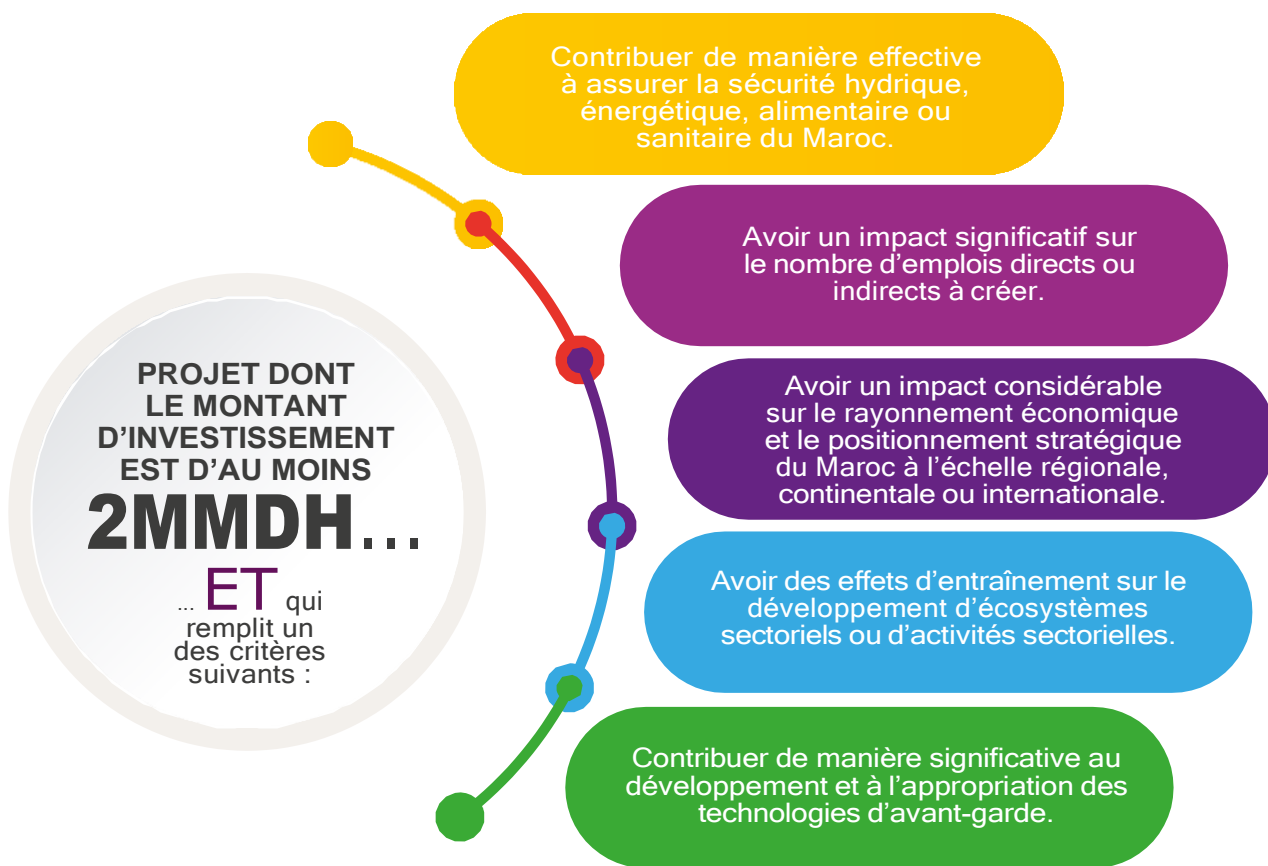 PROJET DONT
LE MONTANT
D’INVESTISSEMENT
EST D’AU MOINS
2MMDH...
... ET qui
remplit un
des critères
suivants :
Contribuer de manière effective
à assurer la sécurité hydrique,
énergétique, alimentaire ou
sanitaire du Maroc.
Avoir un impact significatif sur
le nombre d’emplois directs ou
indirects à créer.
Avoir un impact considérable
sur le rayonnement économique
et le positionnement stratégique
du Maroc à l’échelle régionale,
continentale ou internationale.
Avoir des effets d’entraînement sur le
développement d’écosystèmes
sectoriels ou d’activités sectorielles.
Contribuer de manière significative au
développement et à l’appropriation des
technologies d’avant-garde.